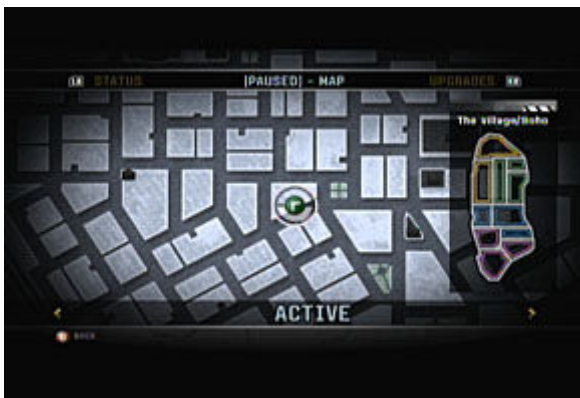 LB STATUS [PAUSED] - MAP UPGRADES RB
The Village/Soho
ACTIVE
BACK